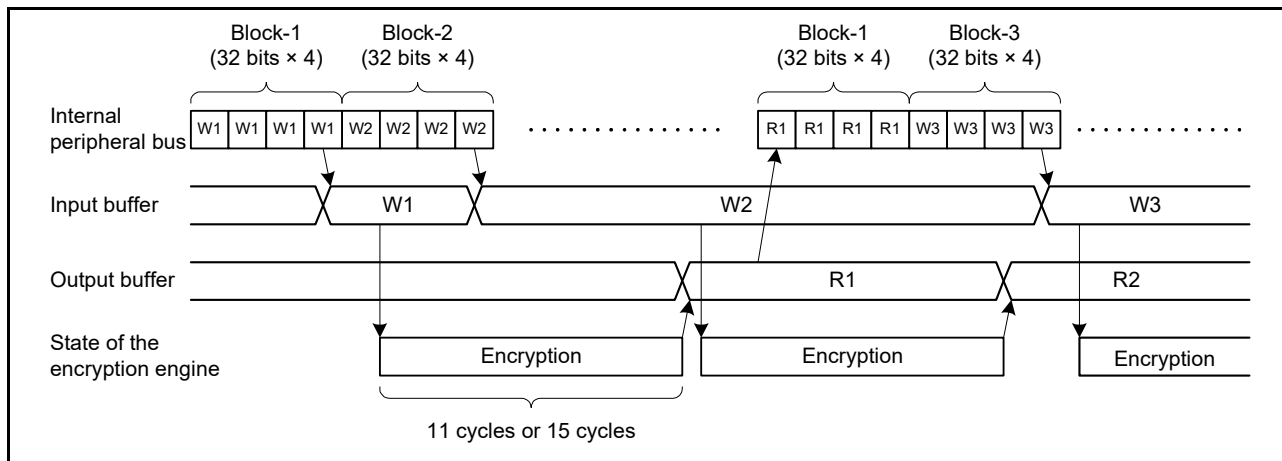 Block-1
(32 bits × 4)
Block-2
(32 bits × 4)
Block-1
(32 bits × 4)
Block-3
(32 bits × 4)
Internal
peripheral bus
W1 W1 W1 W1 W2 W2 W2 W2 R1 R1 R1 R1 W3 W3 W3 W3
Input buffer
W1 W2 W3
Output buffer
R1 R2
State of the
encryption engine
Encryption Encryption Encryption
11 cycles or 15 cycles